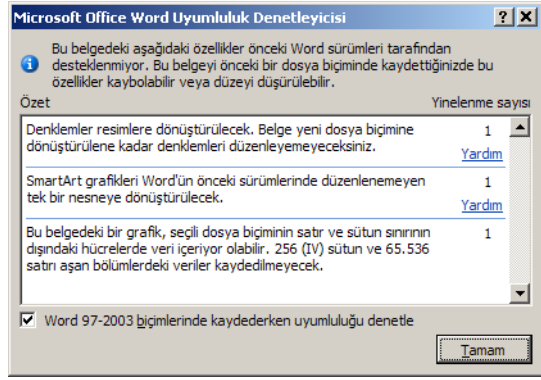 Microsoft Office Word Uyumluluk Denetleyicisi
Bu belgedeki aşağıdaki özellikler önceki Word sürümleri tarafından
desteklenmiyor. Bu belgeyi önceki bir dosya biçiminde kaydettiğinizde bu
özellikler kaybolabilir veya düzeyi düşürülebilir.
Özet Yinelenme sayısı
Denklemler resimlere dönüştürülecek. Belge yeni dosya biçimine 1
dönüştürülene kadar denklemleri düzenleyemeyeceksiniz.
Yardım
SmartArt grafikleri Word'ün önceki sürümlerinde düzenlenemeyen 1
tek bir nesneye dönüştürülecek.
Yardım
Bu belgedeki bir grafik, seçili dosya biçiminin satır ve sütun sınırının 1
dışındaki hücrelerde veri içeriyor olabilir. 256 (IV) sütun ve 65.536
satırı aşan bölümlerdeki veriler kaydedilmeyecek.
Word 97-2003 biçimlerinde kaydederken uyumluluğu denetle
Tamam